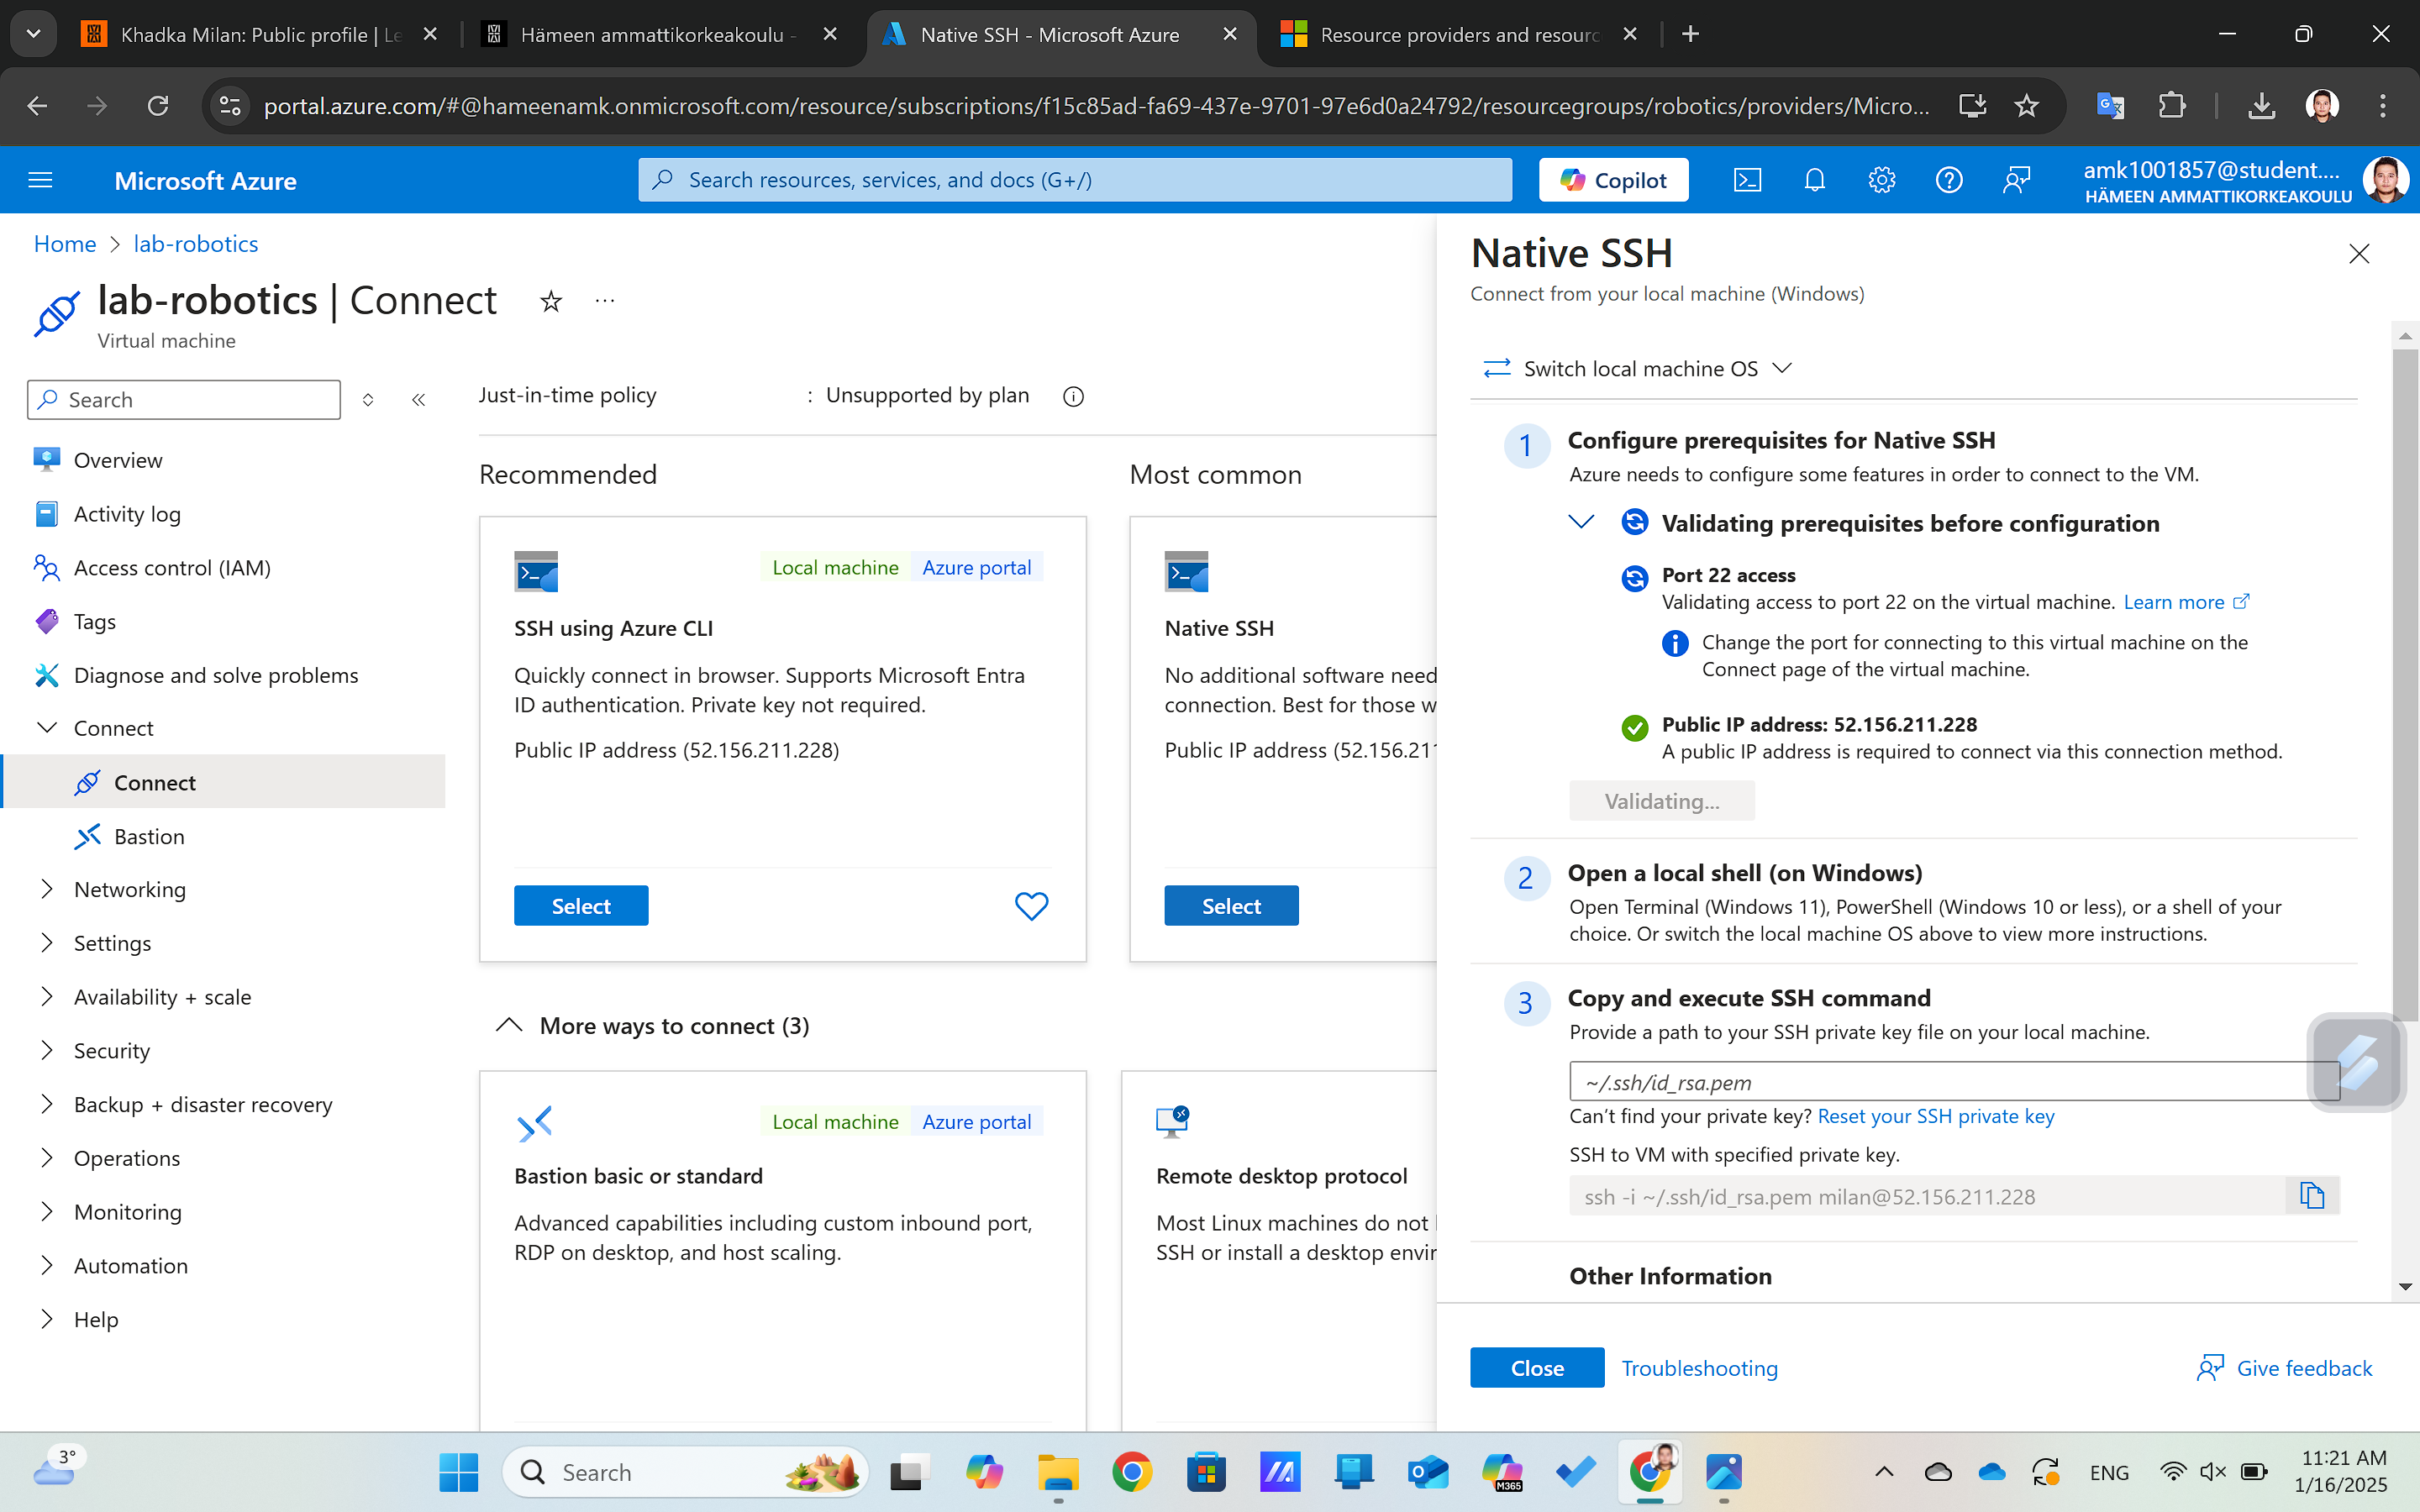 Khadka Milan: Public profile | Le
Hämeen ammattikorkeakoulu -
Native SSH - Microsoft Azure
Resource providers and resourc
portal.azure.com/#@hameenamk.onmicrosoft.com/resource/subscriptions/f15c85ad-fa69-437e-9701-97e6d0a24792/resourcegroups/robotics/providers/Micro...
Microsoft Azure
Search resources, services, and docs (G+/)
Copilot
amk1001857@student....
HÄMEEN AMMATTIKORKEAKOULU
Home > lab-robotics
lab-robotics | Connect
Virtual machine
Search
Overview
Activity log
Access control (IAM)
Tags
Diagnose and solve problems
Connect
Connect
Bastion
Networking
Settings
Availability + scale
Security
Backup + disaster recovery
Operations
Monitoring
Automation
Help
Just-in-time policy : Unsupported by plan
Recommended
Local machine Azure portal
SSH using Azure CLI
Quickly connect in browser. Supports Microsoft Entra
ID authentication. Private key not required.
Public IP address (52.156.211.228)
Select
Most common
Native SSH
No additional software need
connection. Best for those w
Public IP address (52.156.211
Select
More ways to connect (3)
Local machine Azure portal
Bastion basic or standard
Advanced capabilities including custom inbound port,
RDP on desktop, and host scaling.
Remote desktop protocol
Most Linux machines do not
SSH or install a desktop envir
Native SSH
Connect from your local machine (Windows)
Switch local machine OS
1
Configure prerequisites for Native SSH
Azure needs to configure some features in order to connect to the VM.
Validating prerequisites before configuration
Port 22 access
Validating access to port 22 on the virtual machine. Learn more
Change the port for connecting to this virtual machine on the
Connect page of the virtual machine.
Public IP address: 52.156.211.228
A public IP address is required to connect via this connection method.
Validating...
2
Open a local shell (on Windows)
Open Terminal (Windows 11), PowerShell (Windows 10 or less), or a shell of your
choice. Or switch the local machine OS above to view more instructions.
3
Copy and execute SSH command
Provide a path to your SSH private key file on your local machine.
~/.ssh/id_rsa.pem
Can't find your private key? Reset your SSH private key
SSH to VM with specified private key.
ssh -i ~/.ssh/id_rsa.pem milan@52.156.211.228
Other Information
Close
Troubleshooting
Give feedback
3°
Search
M365
ENG
11:21 AM
1/16/2025